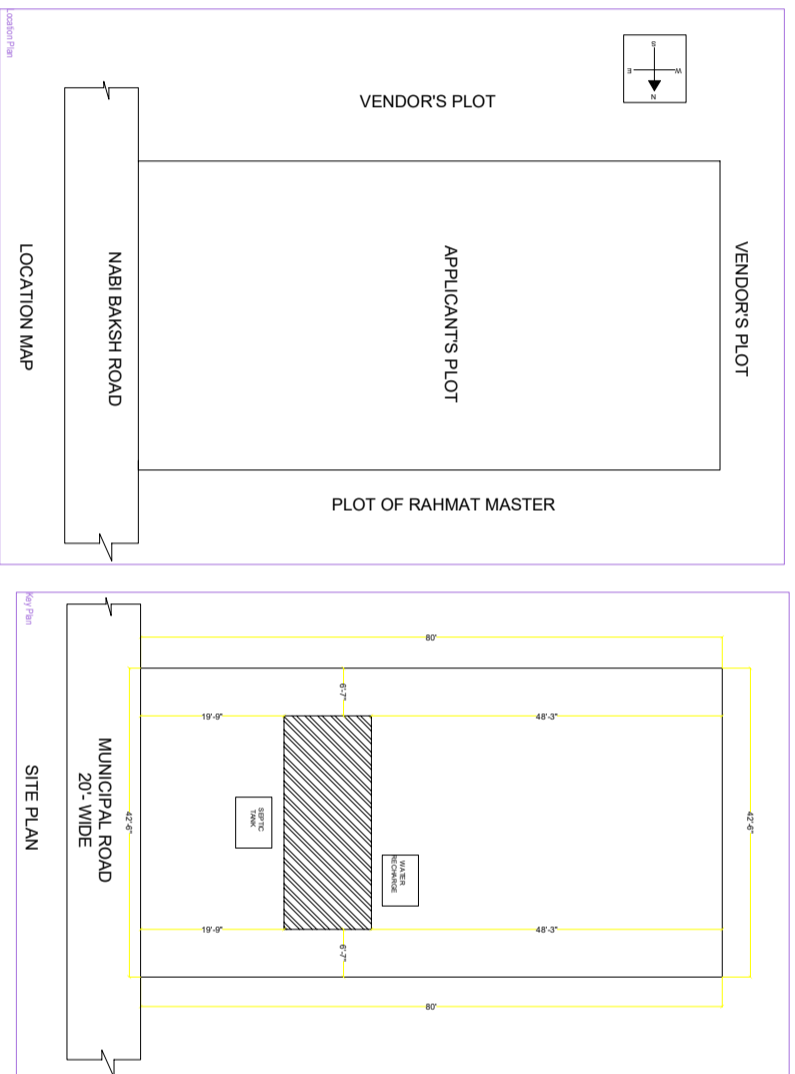 Location Plan
S
E
W
N
VENDOR'S PLOT
VENDOR'S PLOT
APPLICANT'S PLOT
NABI BAKSH ROAD
LOCATION MAP
PLOT OF RAHMAT MASTER
Key Plan
80'
6'-7"
19'-9"
48'-3"
42'-6"
42'-6"
MUNICIPAL ROAD
20'- WIDE
SITE PLAN
SEPTIC
TANK
WATER
RECHARGE
19'-9"
48'-3"
6'-7"
80'